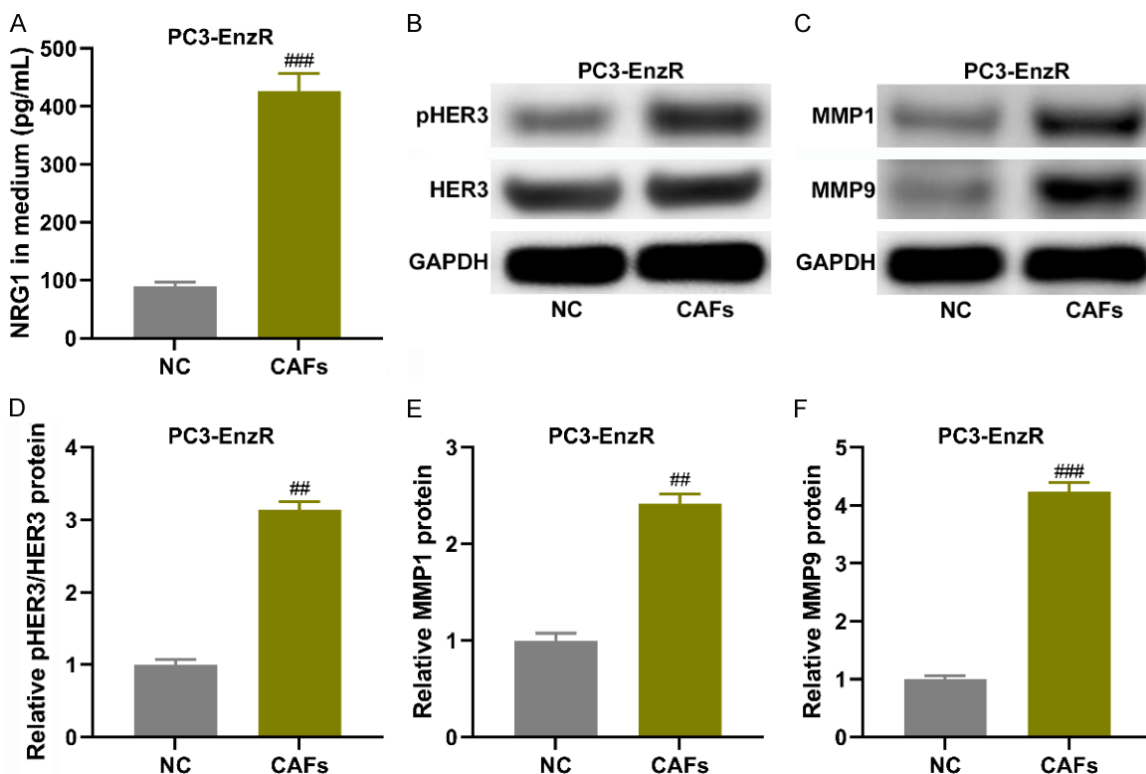 A
PC3-EnzR
NRG1 in medium (pg/mL)
500
400
300
200
100
0
###
NC
CAFs
B
PC3-EnzR
pHER3
HER3
GAPDH
NC
CAFs
C
PC3-EnzR
MMP1
MMP9
GAPDH
NC
CAFs
D
PC3-EnzR
Relative pHER3/HER3 protein
4
3
2
1
0
##
NC
CAFs
E
PC3-EnzR
Relative MMP1 protein
3
2
1
0
##
NC
CAFs
F
PC3-EnzR
Relative MMP9 protein
5
4
3
2
1
0
###
NC
CAFs